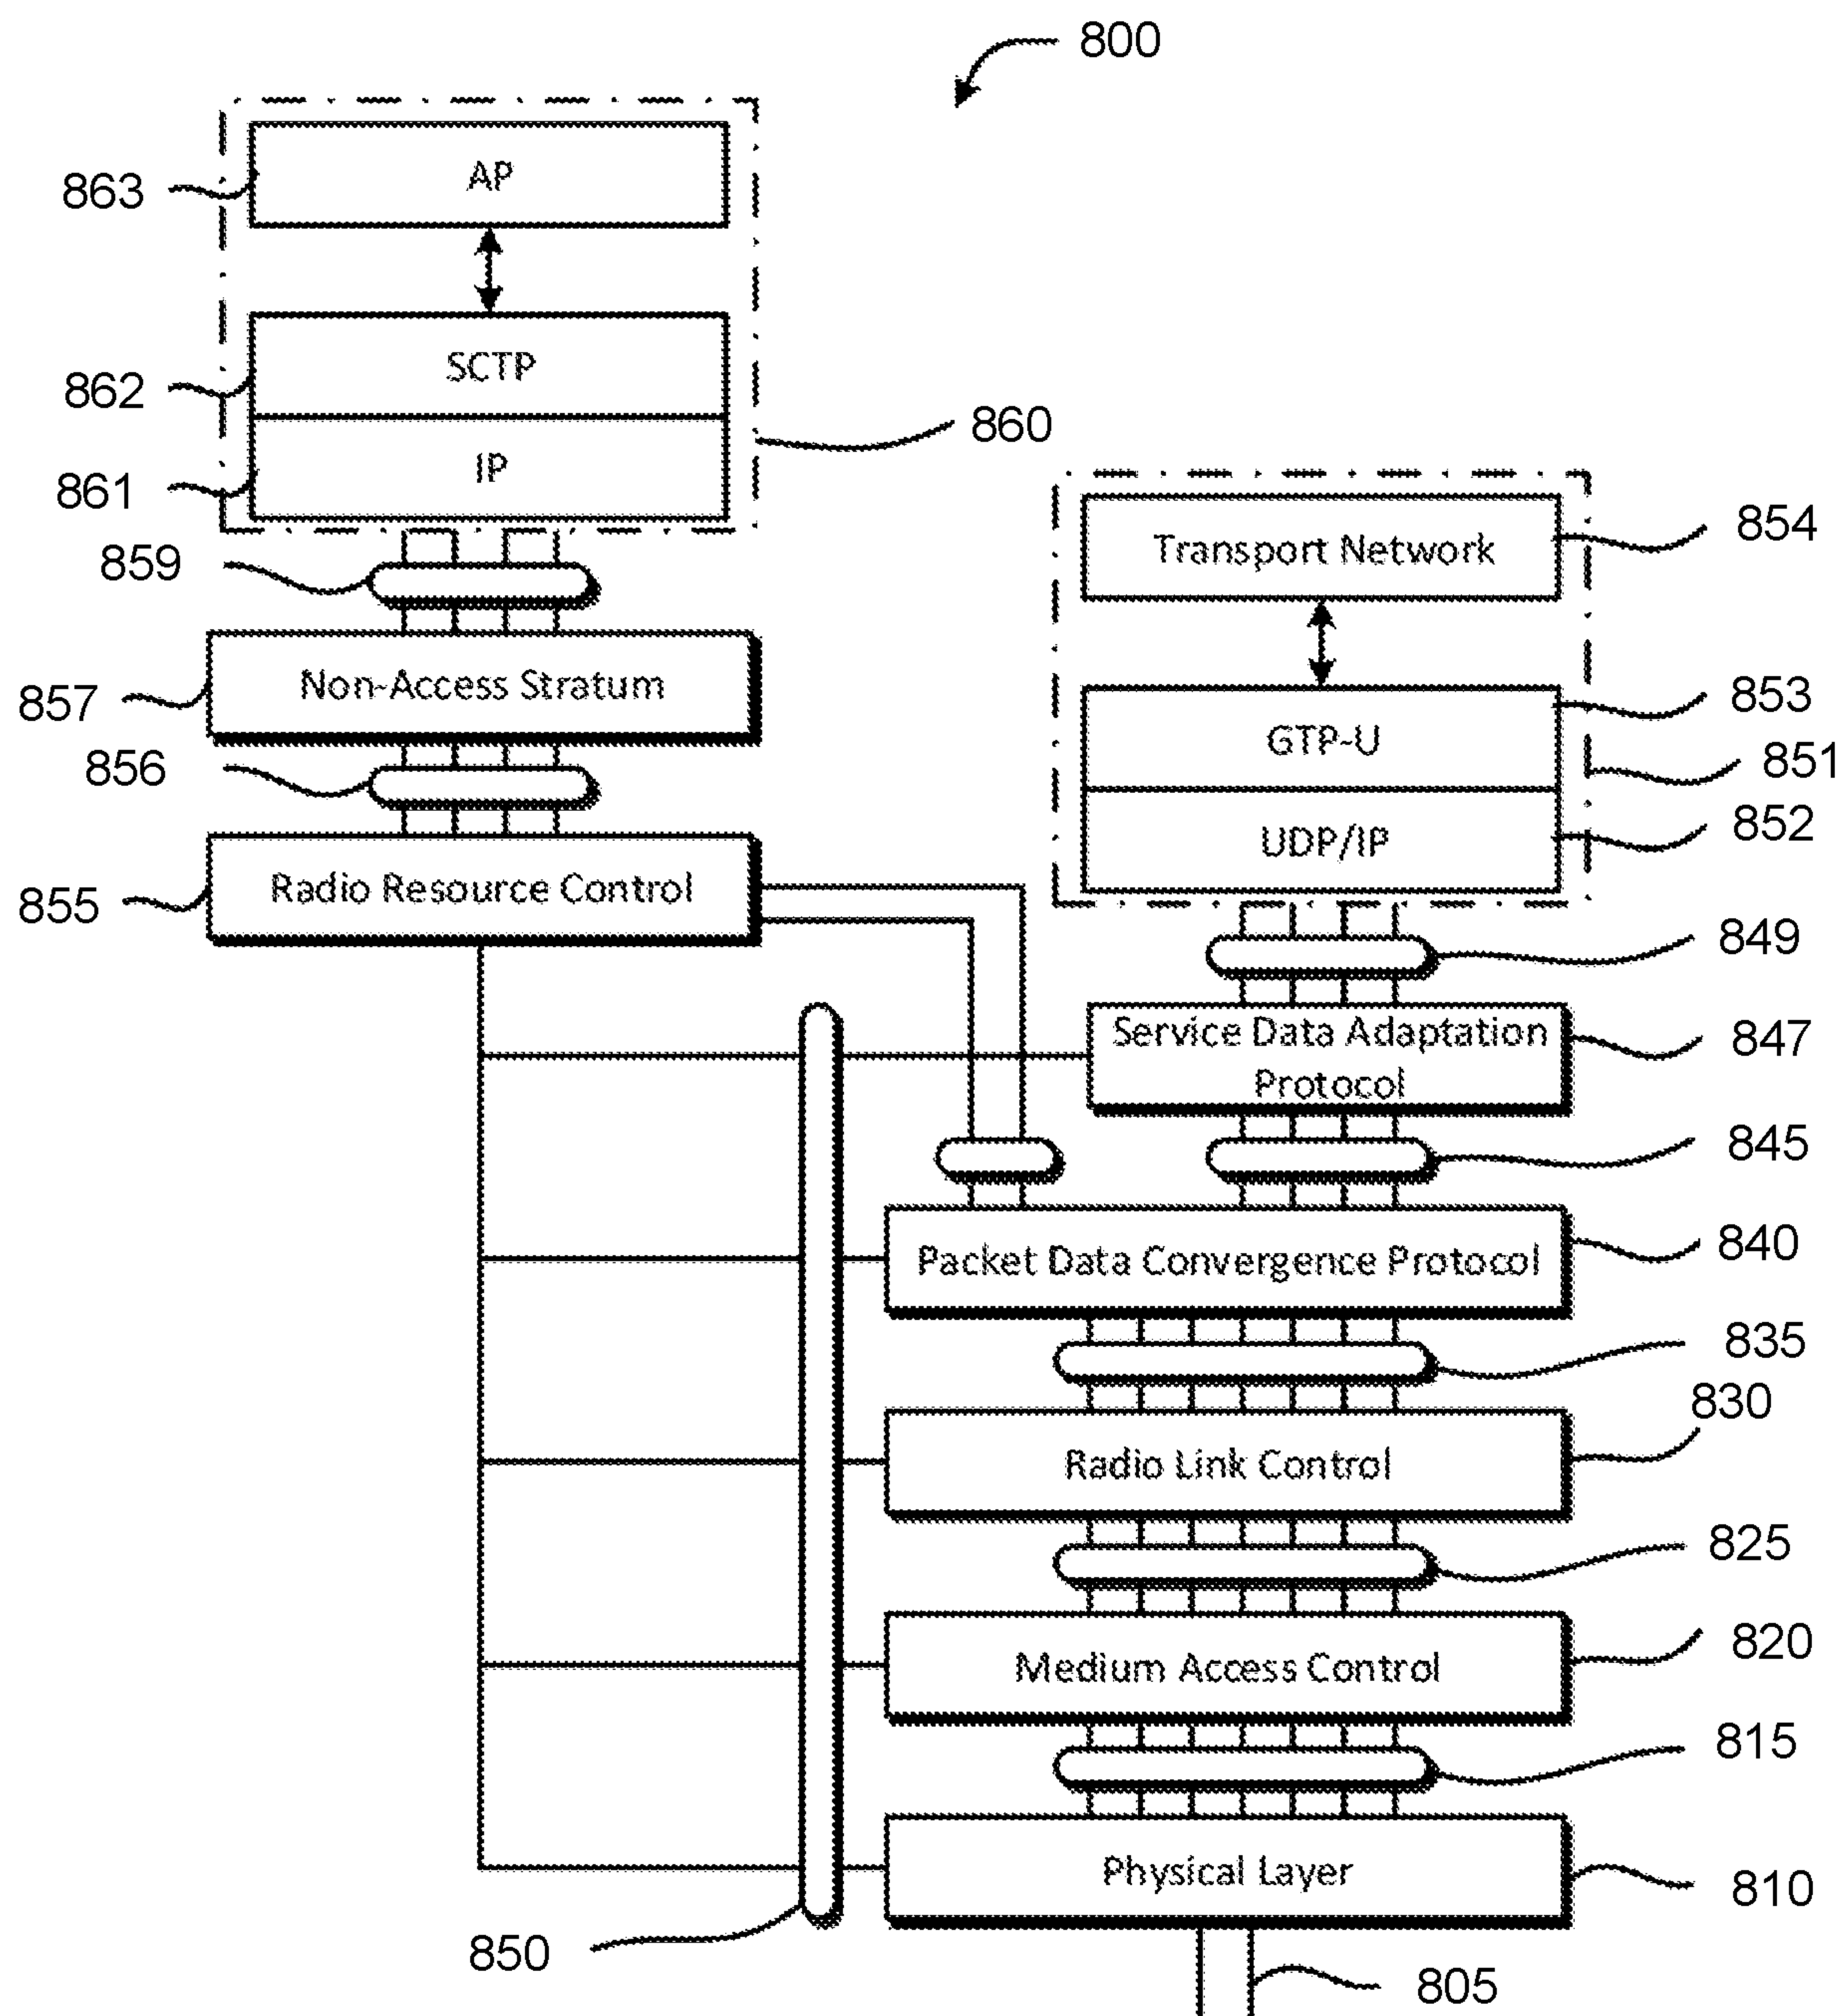 800
AP
863
SCTP
862
IP
861
860
859
Transport Network
854
Non-Access Stratum
857
GTP-U
853
851
856
UDP/IP
852
Radio Resource Control
855
849
Service Data Adaptation
Protocol
847
845
Packet Data Convergence Protocol
840
835
Radio Link Control
830
825
Medium Access Control
820
815
Physical Layer
810
850
805